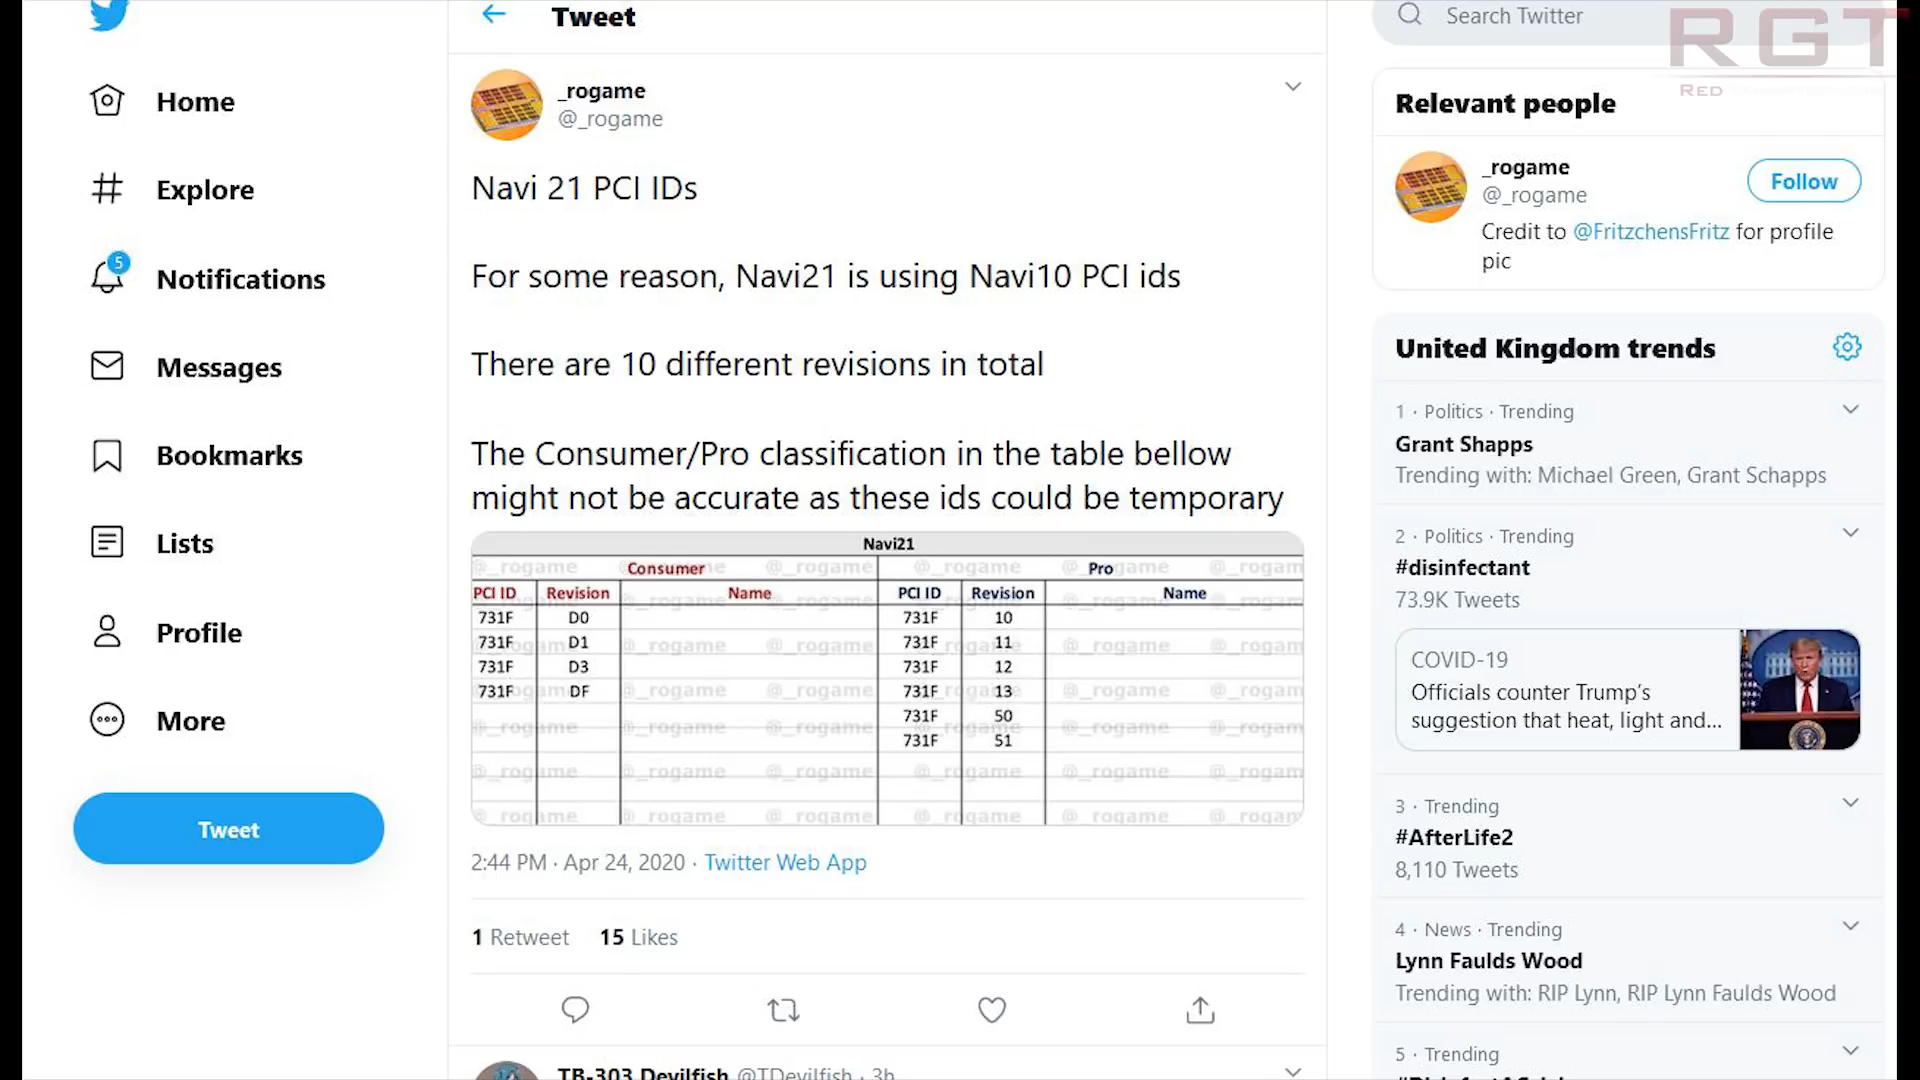 Home
Explore
5
Notifications
Messages
Bookmarks
Lists
Profile
More
Tweet
Tweet
_rogame
@_rogame
Navi 21 PCI IDs
For some reason, Navi21 is using Navi10 PCI ids
There are 10 different revisions in total
The Consumer/Pro classification in the table bellow
might not be accurate as these ids could be temporary
Navi21
Consumer Pro
PCI ID Revision Name PCI ID Revision Name
731F D0 731F 10
731F D1 731F 11
731F D3 731F 12
731F DF 731F 13
731F 50
731F 51
2:44 PM · Apr 24, 2020 · Twitter Web App
1 Retweet 15 Likes
TB-303 Devilfish @TDevilfish · 3h
Search Twitter
RGT
RED
Relevant people
_rogame
@_rogame
Follow
Credit to @FritzchensFritz for profile
pic
United Kingdom trends
1 · Politics · Trending
Grant Shapps
Trending with: Michael Green, Grant Schapps
2 · Politics · Trending
#disinfectant
73.9K Tweets
COVID-19
Officials counter Trump's
suggestion that heat, light and...
3 · Trending
#AfterLife2
8,110 Tweets
4 · News · Trending
Lynn Faulds Wood
Trending with: RIP Lynn, RIP Lynn Faulds Wood
5 · Trending